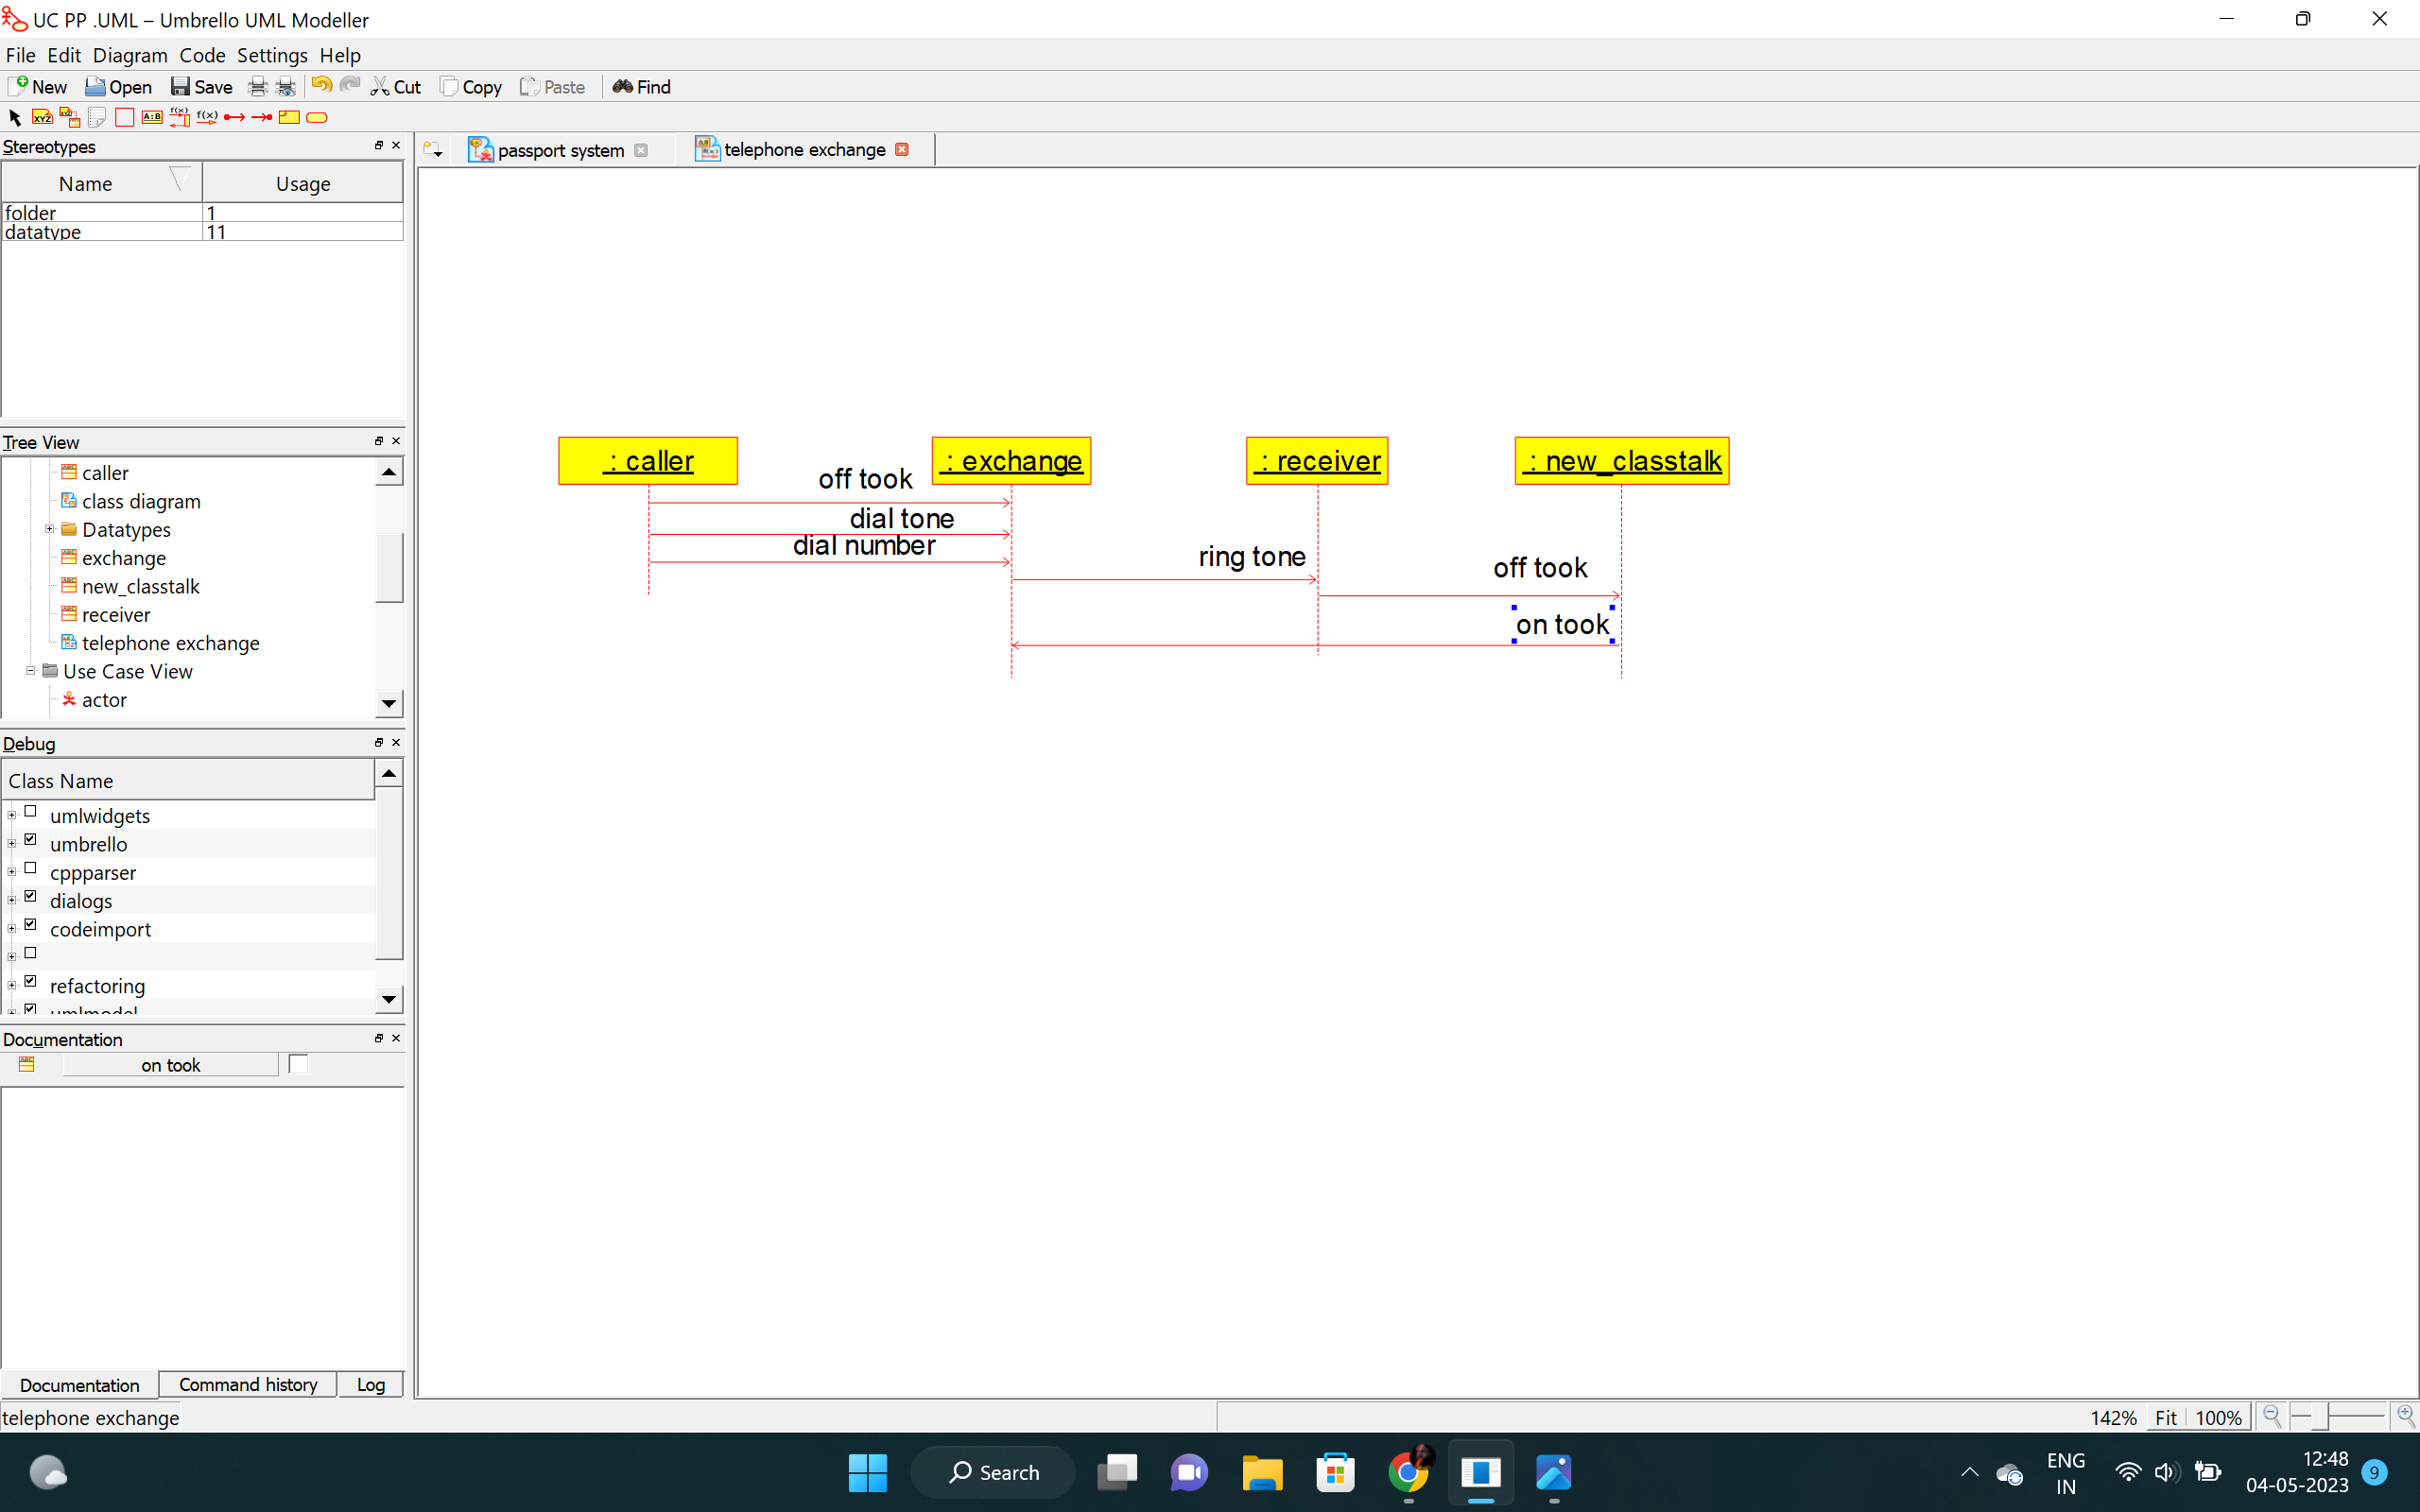 UC PP .UML – Umbrello UML Modeller
File Edit Diagram Code Settings Help
New Open Save Cut Copy Paste Find
Stereotypes
Name Usage
folder 1
datatype 11
Tree View
caller
class diagram
Datatypes
exchange
new_classtalk
receiver
telephone exchange
Use Case View
actor
Debug
Class Name
umlwidgets
umbrello
cppparser
dialogs
codeimport
refactoring
umlmodel
Documentation
on took
Documentation Command history Log
telephone exchange
passport system telephone exchange
: caller : exchange : receiver : new_classtalk
off took
dial tone
dial number
ring tone
off took
on took
142% Fit 100%
Search
ENG
IN
12:48
04-05-2023
9